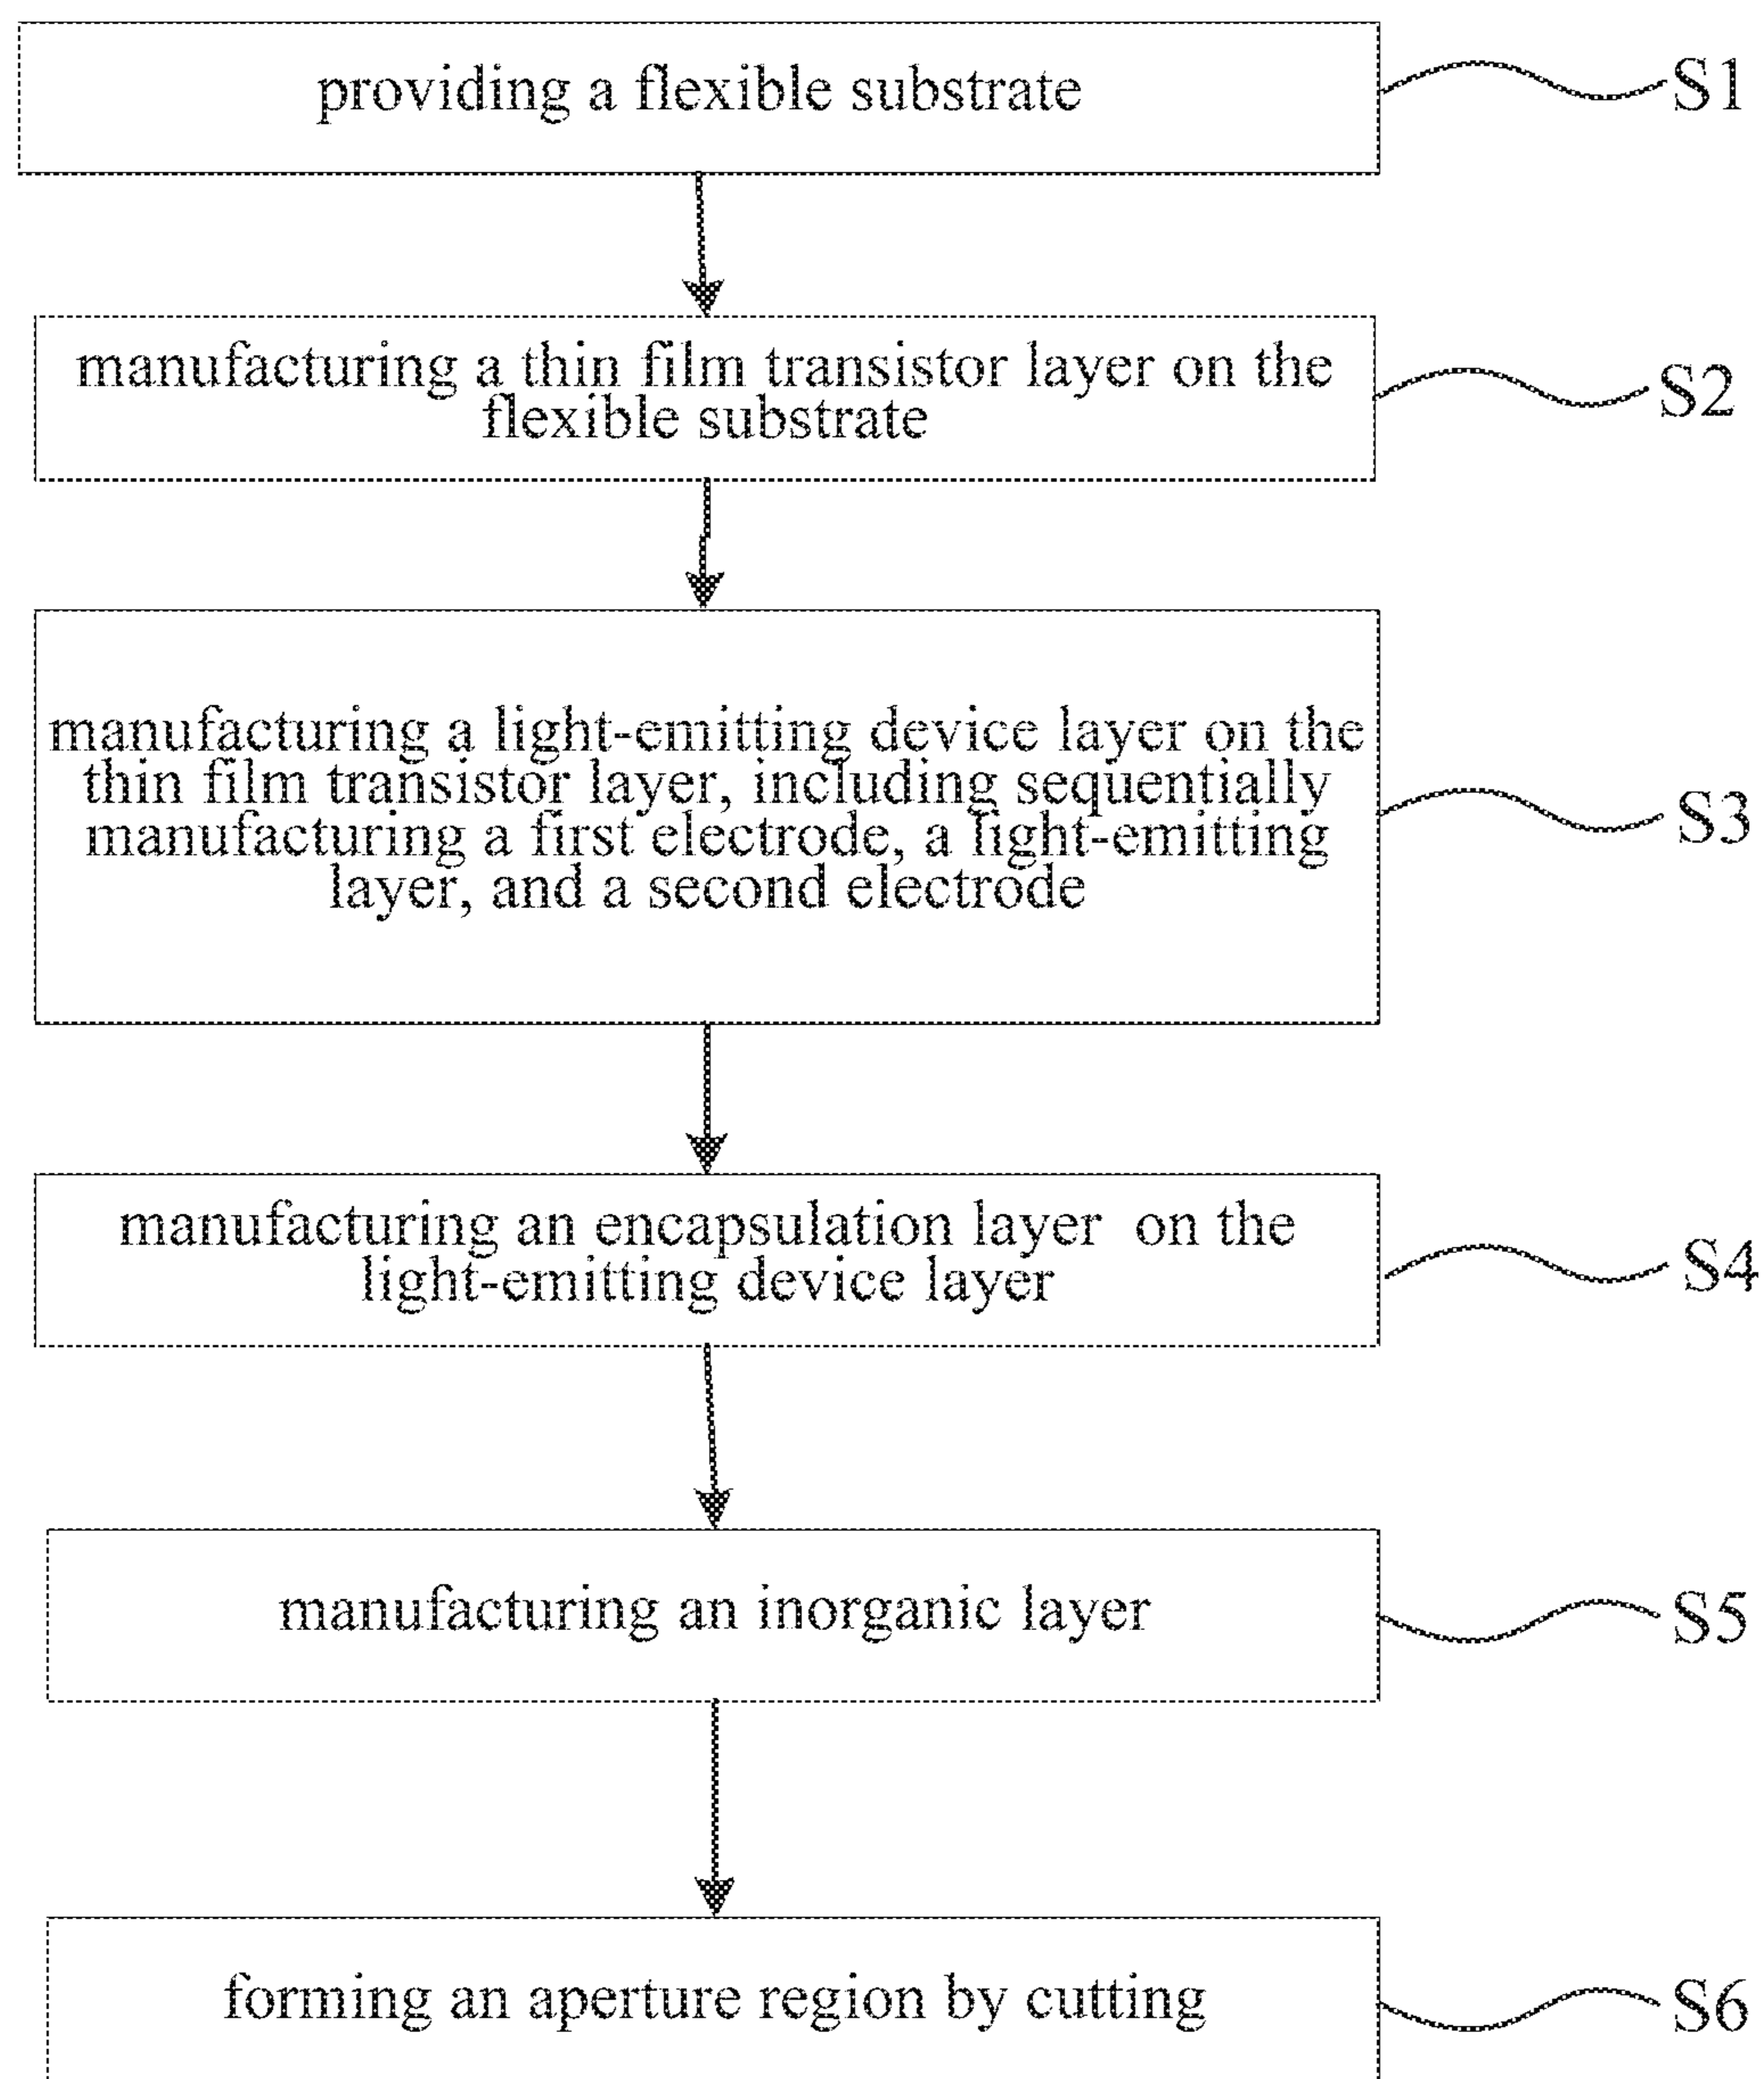 providing a flexible substrate
S1
manufacturing a thin film transistor layer on the
flexible substrate
S2
manufacturing a light-emitting device layer on the
thin film transistor layer, including sequentially
manufacturing a first electrode, a light-emitting
layer, and a second electrode
S3
manufacturing an encapsulation layer on the
light-emitting device layer
S4
manufacturing an inorganic layer
S5
forming an aperture region by cutting
S6